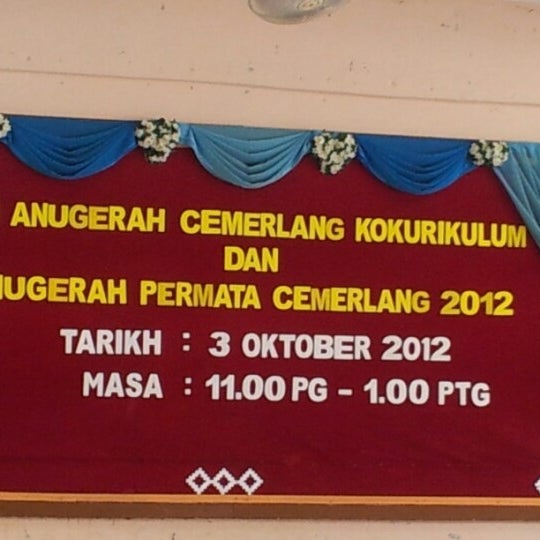 ANUGERAH CEMERLANG KOKURIKULUM
DAN
NUGERAH PERMATA CEMERLANG 2012
TARIKH : 3 OKTOBER 2012
MASA : 11.00 PG - 1.00 PTG